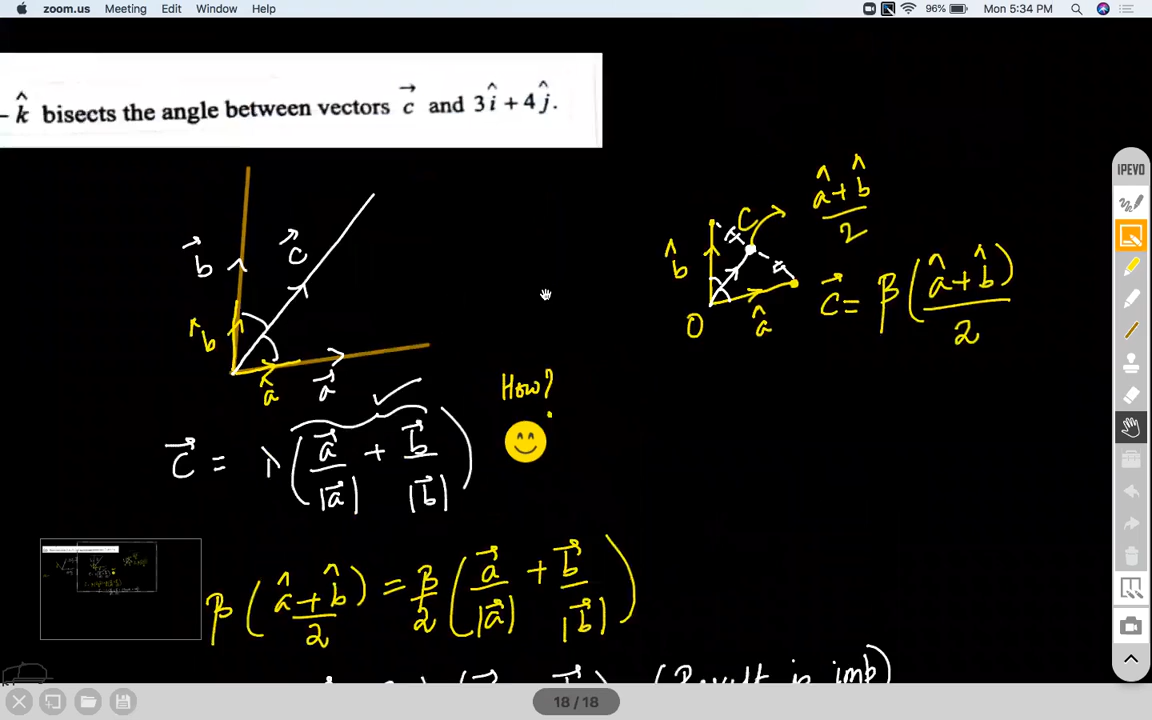 zoom.us Meeting Edit Window Help 96% Mon 5:34 PM
- k̂ bisects the angle between vectors c⃗ and 3î + 4ĵ.
IPEVO
â + b̂
2
C
b⃗
c⃗
b̂
c⃗ = β (â + b̂)
2
O
â
b̂
â
a⃗
How?
c⃗ = λ ( a⃗ + b⃗ )
|a⃗| |b⃗|
β ( â + b̂ ) = β ( a⃗ + b⃗ )
2 2 |a⃗| |b⃗|
(Result is imb)
18 / 18